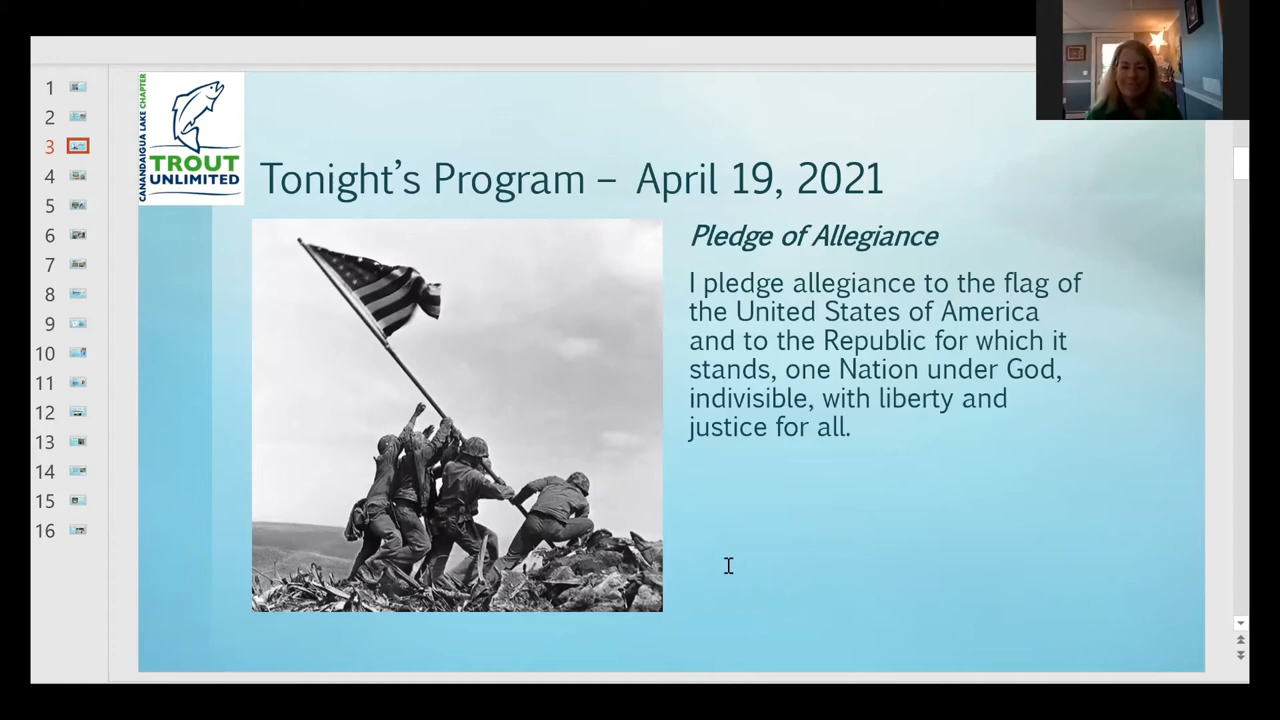 1
2
3
4
5
6
7
8
9
10
11
12
13
14
15
16
CANANDAIGUA LAKE CHAPTER
TROUT
UNLIMITED
Tonight's Program – April 19, 2021
Pledge of Allegiance
I pledge allegiance to the flag of
the United States of America
and to the Republic for which it
stands, one Nation under God,
indivisible, with liberty and
justice for all.